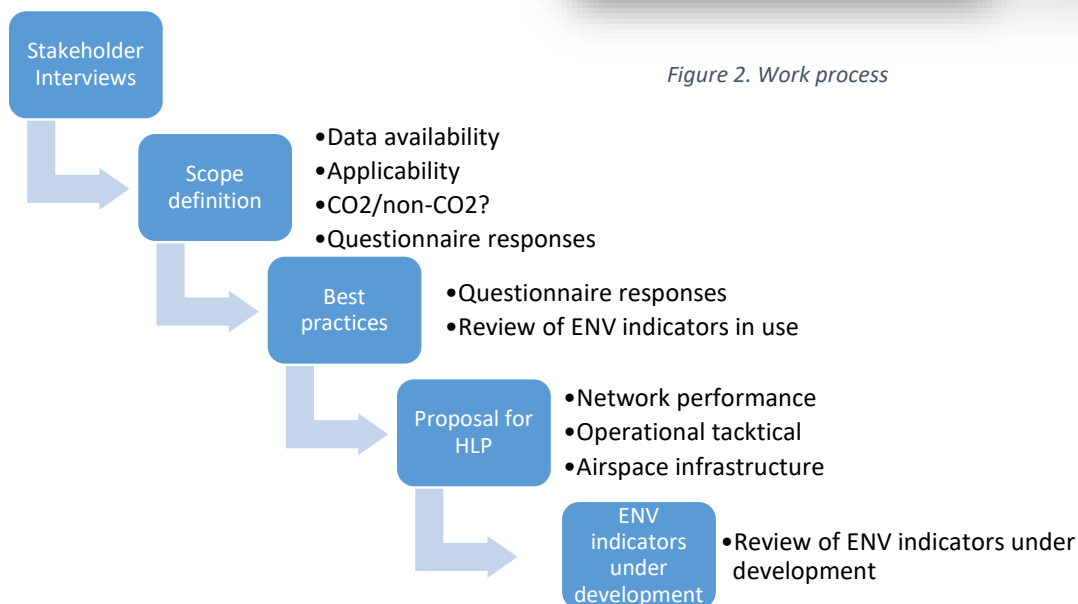 Stakeholder
Interviews
Figure 2. Work process
Scope
definition
•Data availability
•Applicability
•CO2/non-CO2?
•Questionnaire responses
Best
practices
•Questionnaire responses
•Review of ENV indicators in use
Proposal for
HLP
•Network performance
•Operational tacktical
•Airspace infrastructure
ENV
indicators
under
development
•Review of ENV indicators under
development